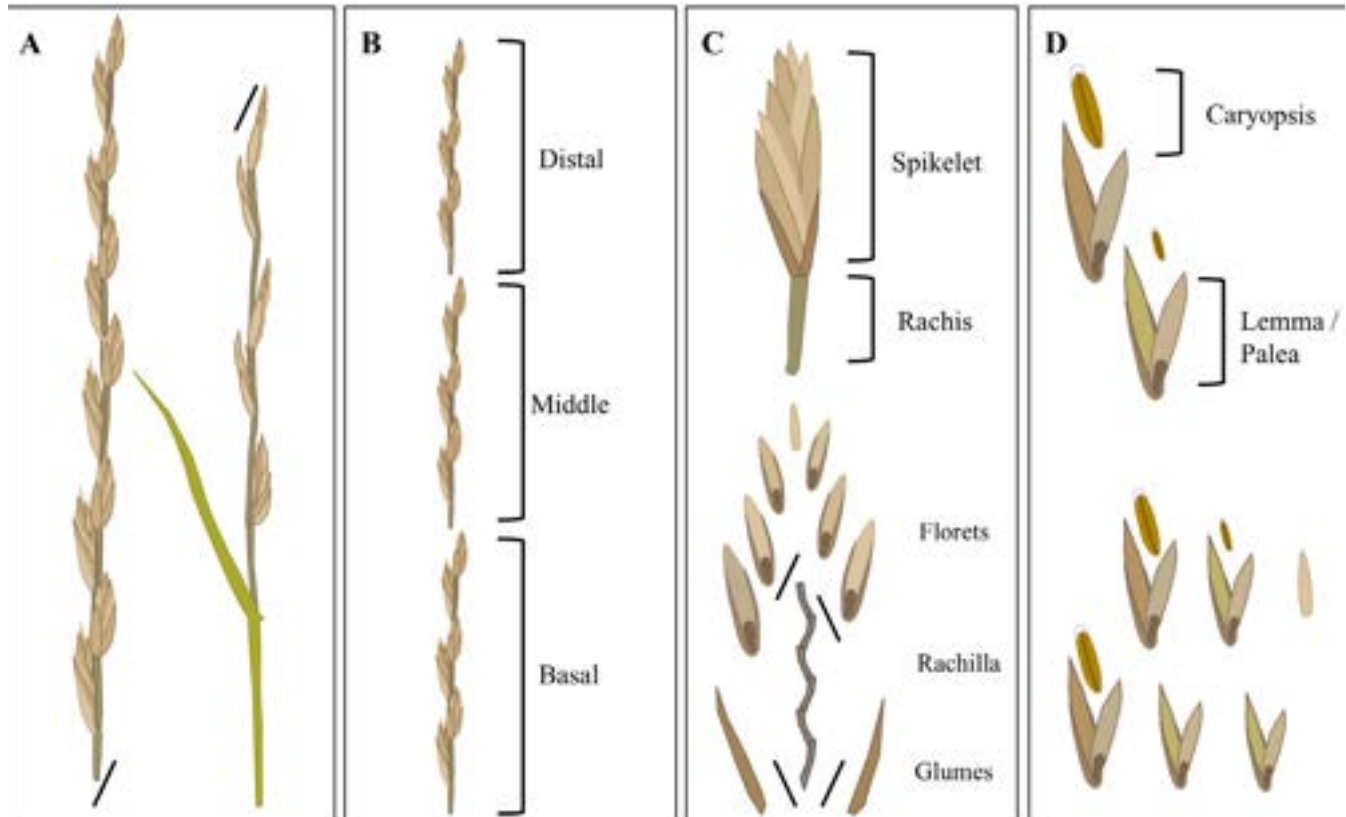 A
B
Distal
Middle
Basal
C
Spikelet
Rachis
Florets
Rachilla
Glumes
D
Caryopsis
Lemma /
Palea